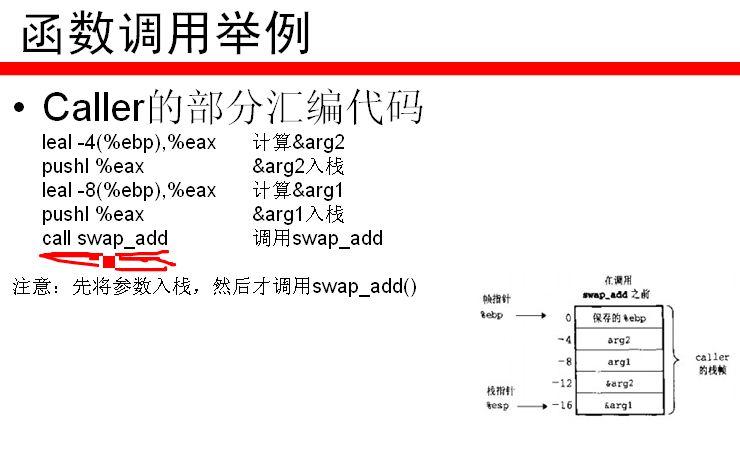 函数调用举例
• Caller的部分汇编代码
leal -4(%ebp),%eax 计算&arg2
pushl %eax &arg2入栈
leal -8(%ebp),%eax 计算&arg1
pushl %eax &arg1入栈
call swap_add 调用swap_add
注意：先将参数入栈，然后才调用swap_add()
在调用
swap_add 之前
帧指针
%ebp
0 保存的%ebp
-4 arg2
-8 arg1
-12 &arg2
栈指针
%esp
-16 &arg1
caller
的栈帧